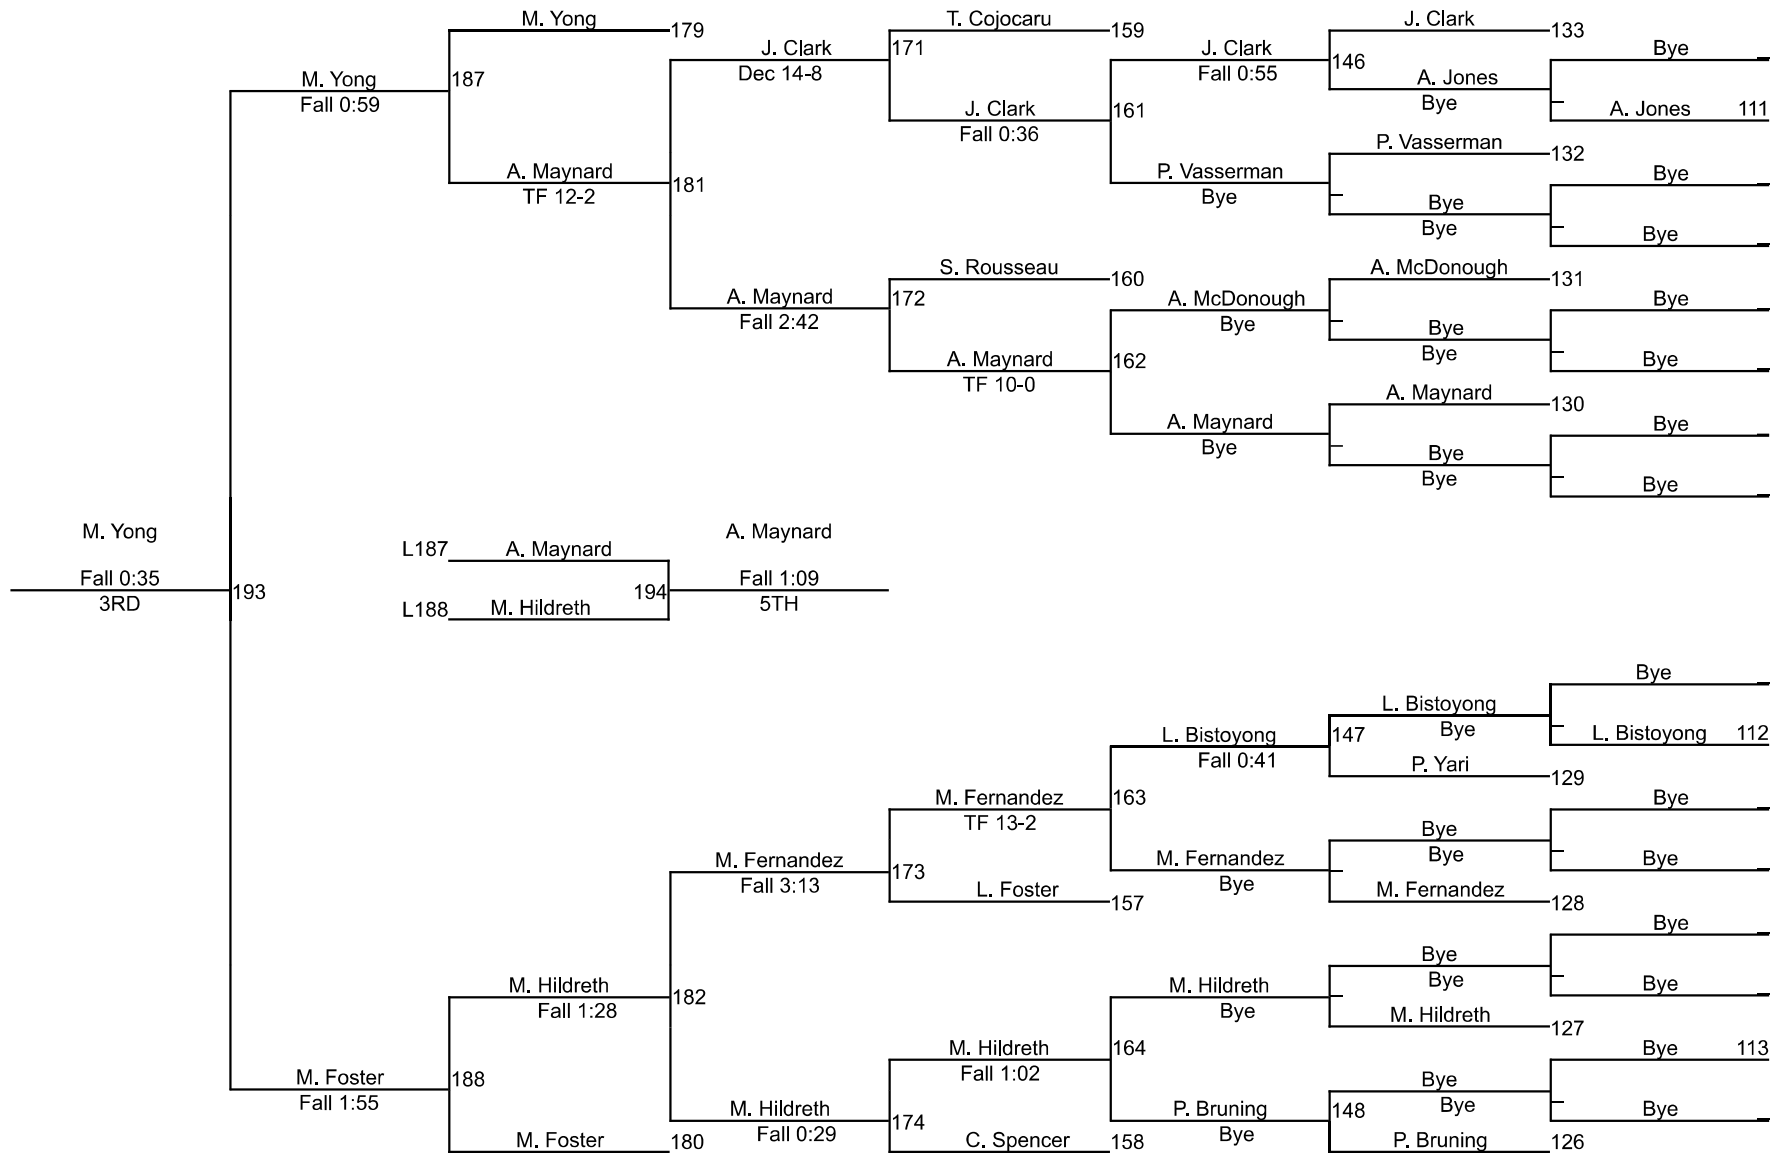 M. Yong 179
T. Cojocaru 159
J. Clark 133
J. Clark 171
J. Clark
Bye
Dec 14-8
Fall 0:55 146
M. Yong 187
A. Jones
Fall 0:59
Bye
J. Clark 161
A. Jones 111
Fall 0:36
P. Vasserman 132
A. Maynard
P. Vasserman
Bye
TF 12-2 181
Bye
Bye
Bye
Bye
S. Rousseau 160
A. McDonough 131
A. Maynard 172
A. McDonough
Bye
Fall 2:42
Bye
Bye
A. Maynard 162
Bye
Bye
TF 10-0
A. Maynard 130
A. Maynard
Bye
Bye
Bye
Bye
Bye
M. Yong
A. Maynard
L187 A. Maynard
Fall 0:35 193
194 Fall 1:09
3RD
L188 M. Hildreth
5TH
Bye
L. Bistoyong
L. Bistoyong 147
Bye
L. Bistoyong 112
Fall 0:41
P. Yari 129
M. Fernandez 163
Bye
TF 13-2
Bye
M. Fernandez
M. Fernandez
Bye
Bye
Fall 3:13 173
Bye
L. Foster 157
M. Fernandez 128
Bye
Bye
M. Hildreth 182
M. Hildreth
Bye
Bye
Fall 1:28
Bye
M. Hildreth 127
M. Hildreth 164
Bye 113
M. Foster 188
Fall 1:02
Bye
Fall 1:55
M. Hildreth
P. Bruning 148
Bye
Bye
Fall 0:29 174
Bye
M. Foster 180
C. Spencer 158
P. Bruning 126